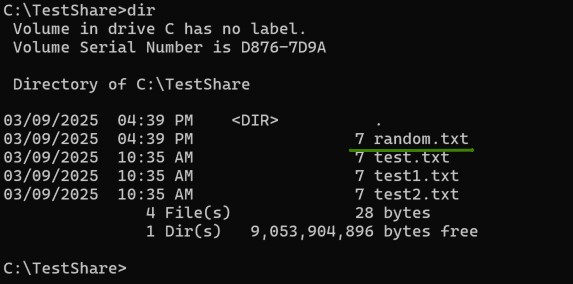 C:\TestShare>dir
 Volume in drive C has no label.
 Volume Serial Number is D876-7D9A

 Directory of C:\TestShare

03/09/2025  04:39 PM    <DIR>          .
03/09/2025  04:39 PM                 7 random.txt
03/09/2025  10:35 AM                 7 test.txt
03/09/2025  10:35 AM                 7 test1.txt
03/09/2025  10:35 AM                 7 test2.txt
               4 File(s)             28 bytes
               1 Dir(s)   9,053,904,896 bytes free

C:\TestShare>